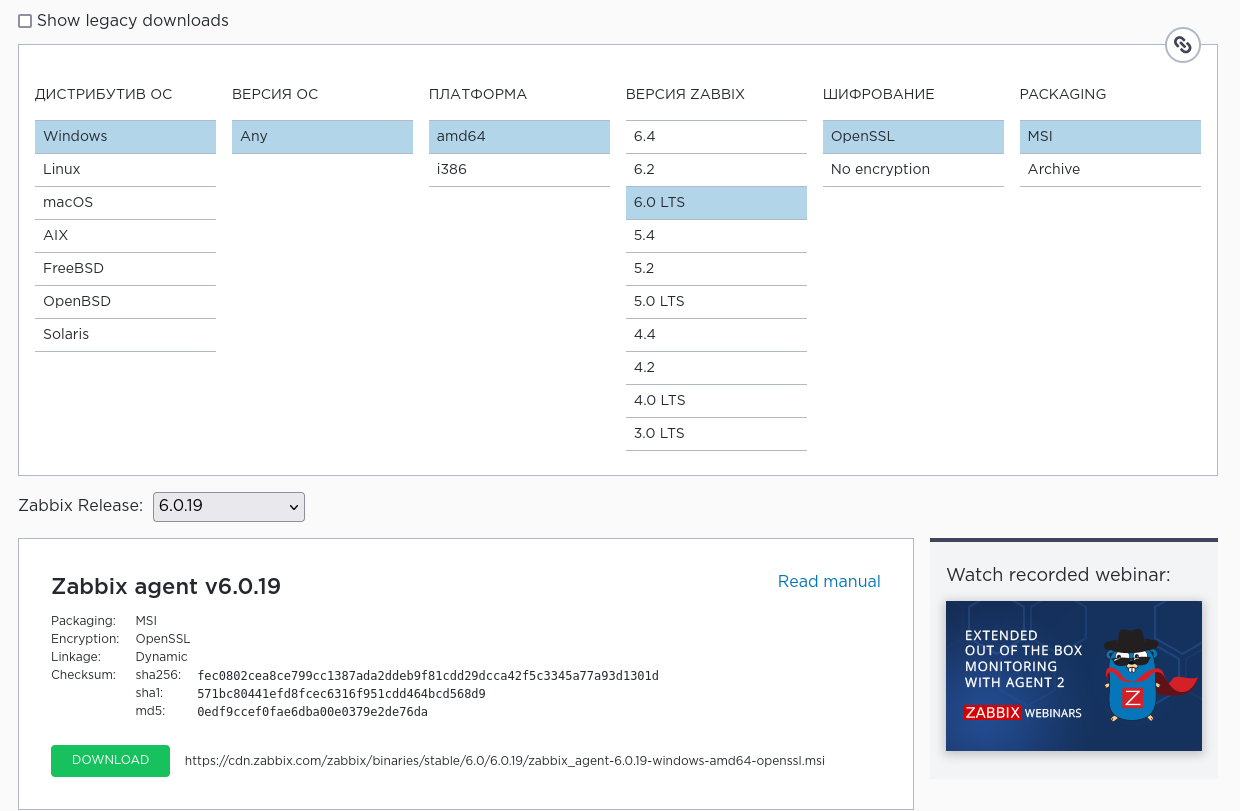 Show legacy downloads
ДИСТРИБУТИВ ОС
ВЕРСИЯ ОС
ПЛАТФОРМА
ВЕРСИЯ ZABBIX
ШИФРОВАНИЕ
PACKAGING
Windows
Any
amd64
6.4
OpenSSL
MSI
Linux
i386
6.2
No encryption
Archive
macOS
6.0 LTS
AIX
5.4
FreeBSD
5.2
OpenBSD
5.0 LTS
Solaris
4.4
4.2
4.0 LTS
3.0 LTS
Zabbix Release: 6.0.19
Zabbix agent v6.0.19
Read manual
Packaging: MSI
Encryption: OpenSSL
Linkage: Dynamic
Checksum: sha256: fec0802cea8ce799cc1387ada2ddeb9f81cdd29dcca42f5c3345a77a93d1301d
sha1: 571bc80441efd8fcec6316f951cdd464bcd568d9
md5: 0edf9ccef0fae6dba00e0379e2de76da
DOWNLOAD https://cdn.zabbix.com/zabbix/binaries/stable/6.0/6.0.19/zabbix_agent-6.0.19-windows-amd64-openssl.msi
Watch recorded webinar:
EXTENDED
OUT OF THE BOX
MONITORING
WITH AGENT 2
ZABBIX WEBINARS
Z